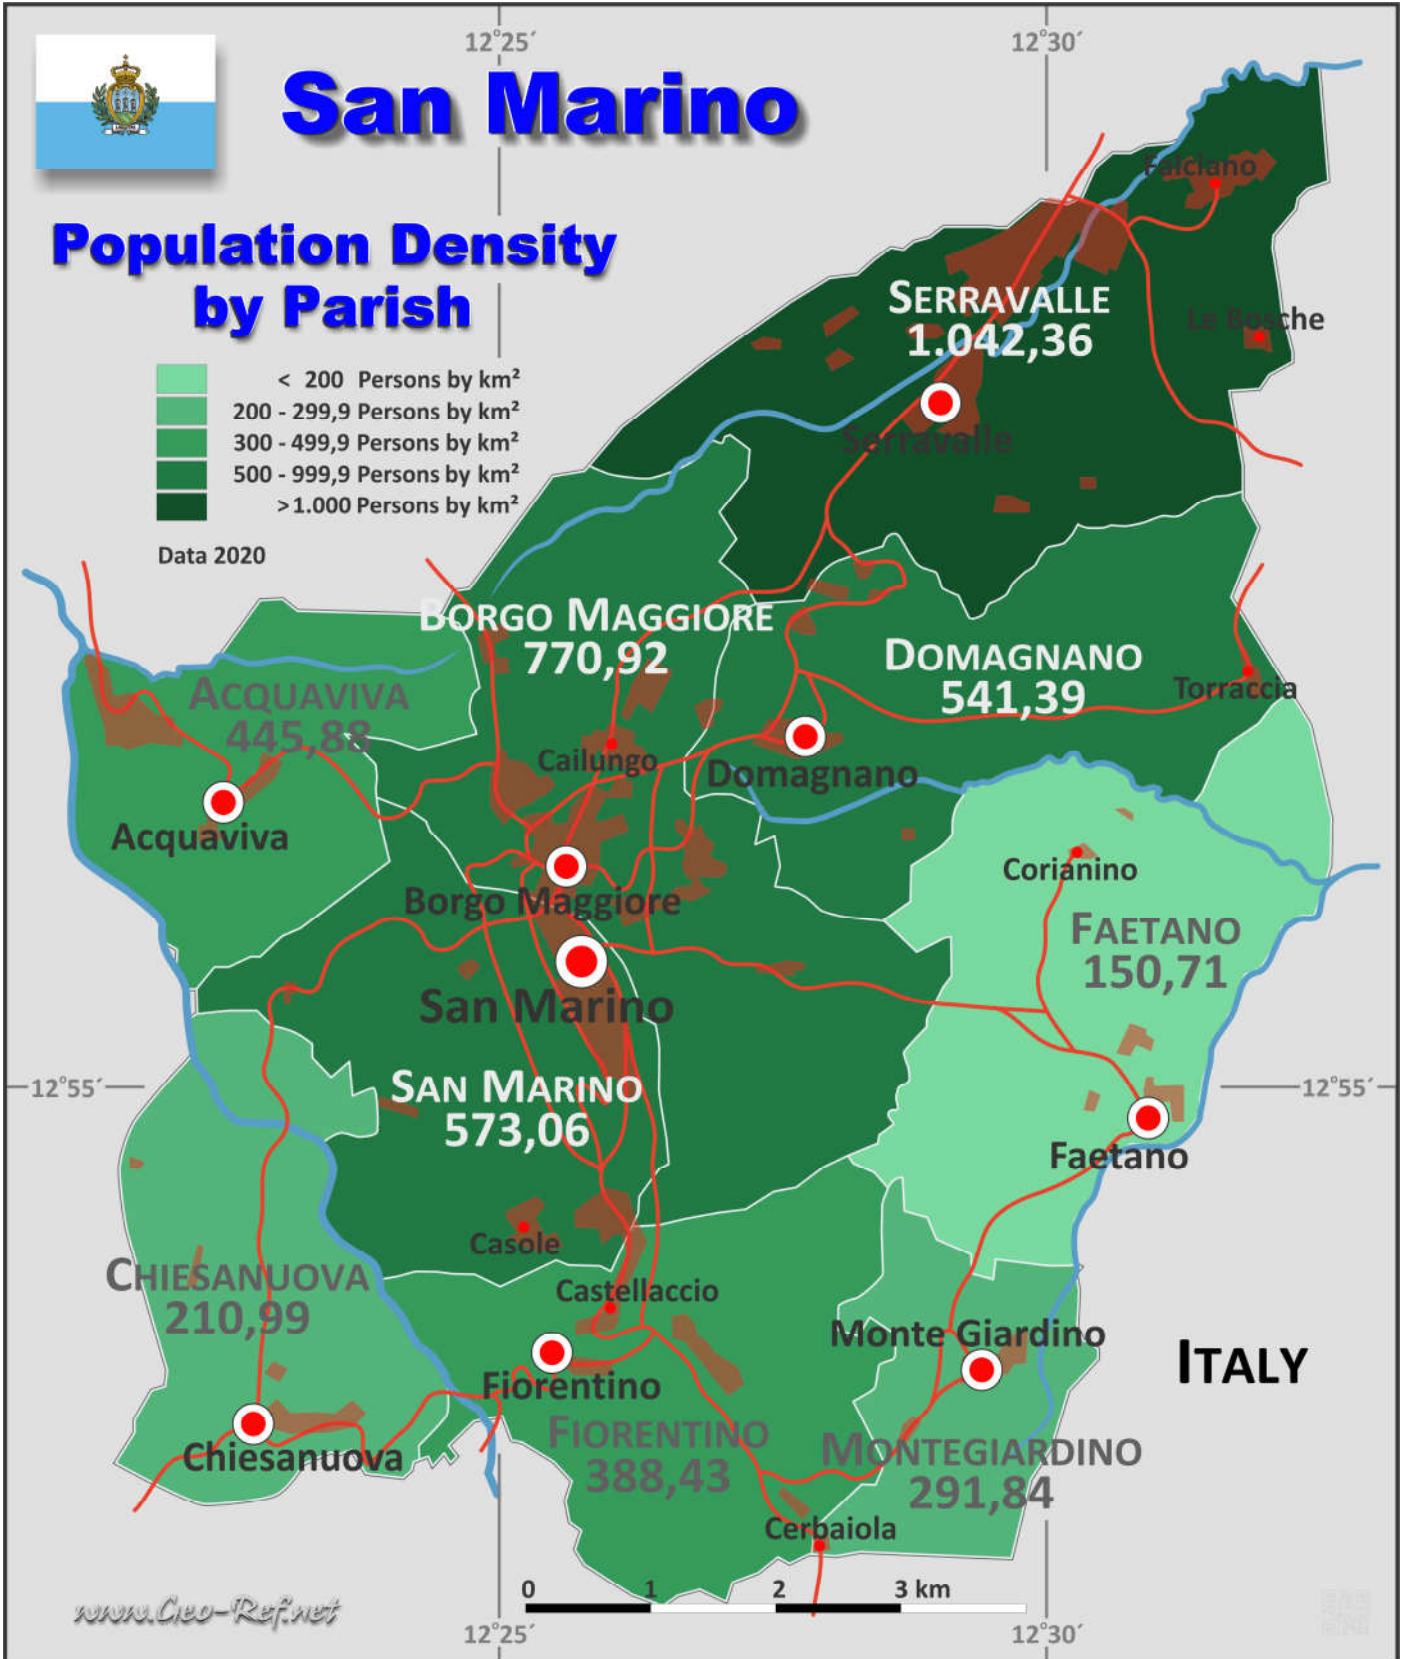 12°25´
12°30´
San Marino
Population Density
by Parish
< 200 Persons by km²
200 - 299,9 Persons by km²
300 - 499,9 Persons by km²
500 - 999,9 Persons by km²
>1.000 Persons by km²
Data 2020
Falciano
SERRAVALLE
1.042,36
Le Bosche
Serravalle
BORGO MAGGIORE
770,92
DOMAGNANO
541,39
Torraccia
ACQUAVIVA
445,88
Cailungo
Domagnano
Acquaviva
Corianino
Borgo Maggiore
FAETANO
150,71
San Marino
12°55´
12°55´
SAN MARINO
573,06
Faetano
Casole
CHIESANUOVA
210,99
Castellaccio
Monte Giardino
ITALY
Fiorentino
FIORENTINO
388,43
Chiesanuova
MONTEGIARDINO
291,84
Cerbaiola
0 1 2 3 km
www.Geo-Ref.net
12°25´
12°30´